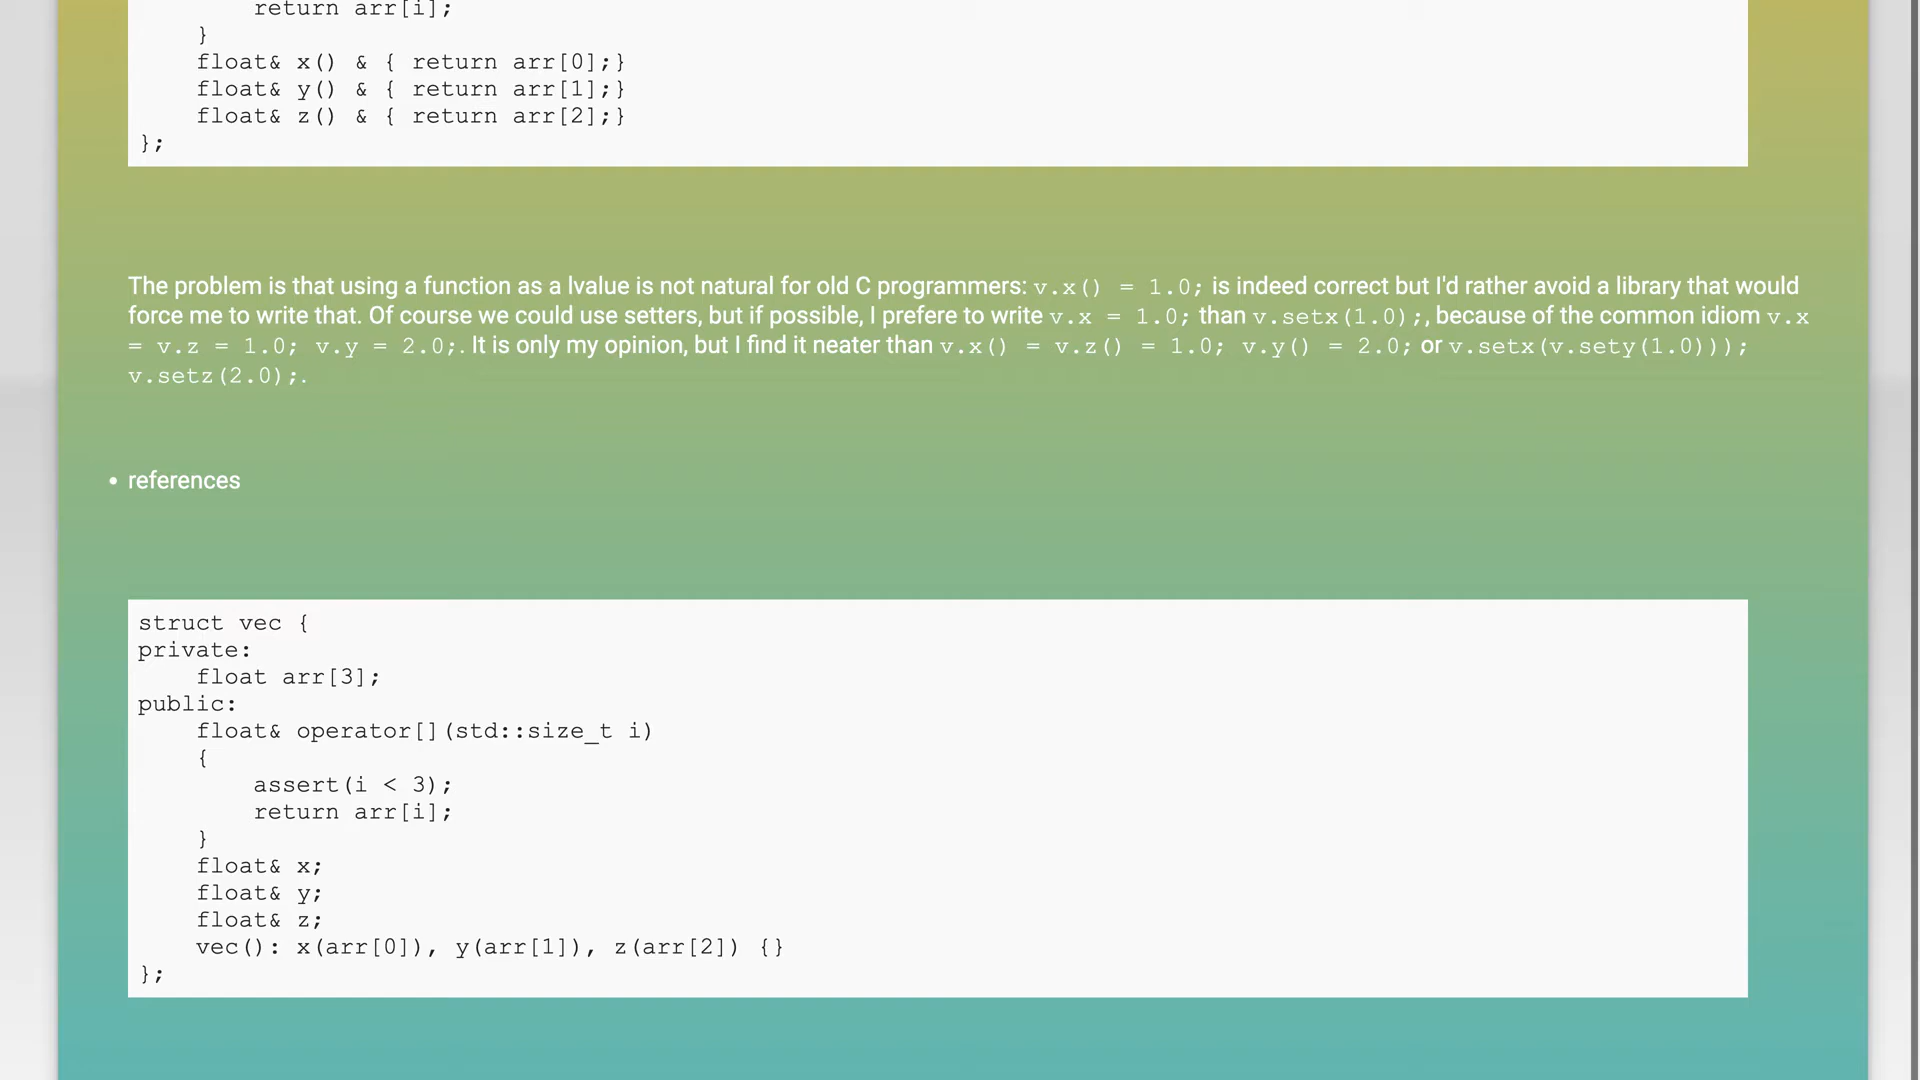 return arr[i];
}
float& x() & { return arr[0];}
float& y() & { return arr[1];}
float& z() & { return arr[2];}
};
The problem is that using a function as a lvalue is not natural for old C programmers: v.x() = 1.0; is indeed correct but I'd rather avoid a library that would
force me to write that. Of course we could use setters, but if possible, I prefere to write v.x = 1.0; than v.setx(1.0);, because of the common idiom v.x
= v.z = 1.0; v.y = 2.0;. It is only my opinion, but I find it neater than v.x() = v.z() = 1.0; v.y() = 2.0; or v.setx(v.sety(1.0)));
v.setz(2.0);.
• references
struct vec {
private:
float arr[3];
public:
float& operator[](std::size_t i)
{
assert(i < 3);
return arr[i];
}
float& x;
float& y;
float& z;
vec(): x(arr[0]), y(arr[1]), z(arr[2]) {}
};